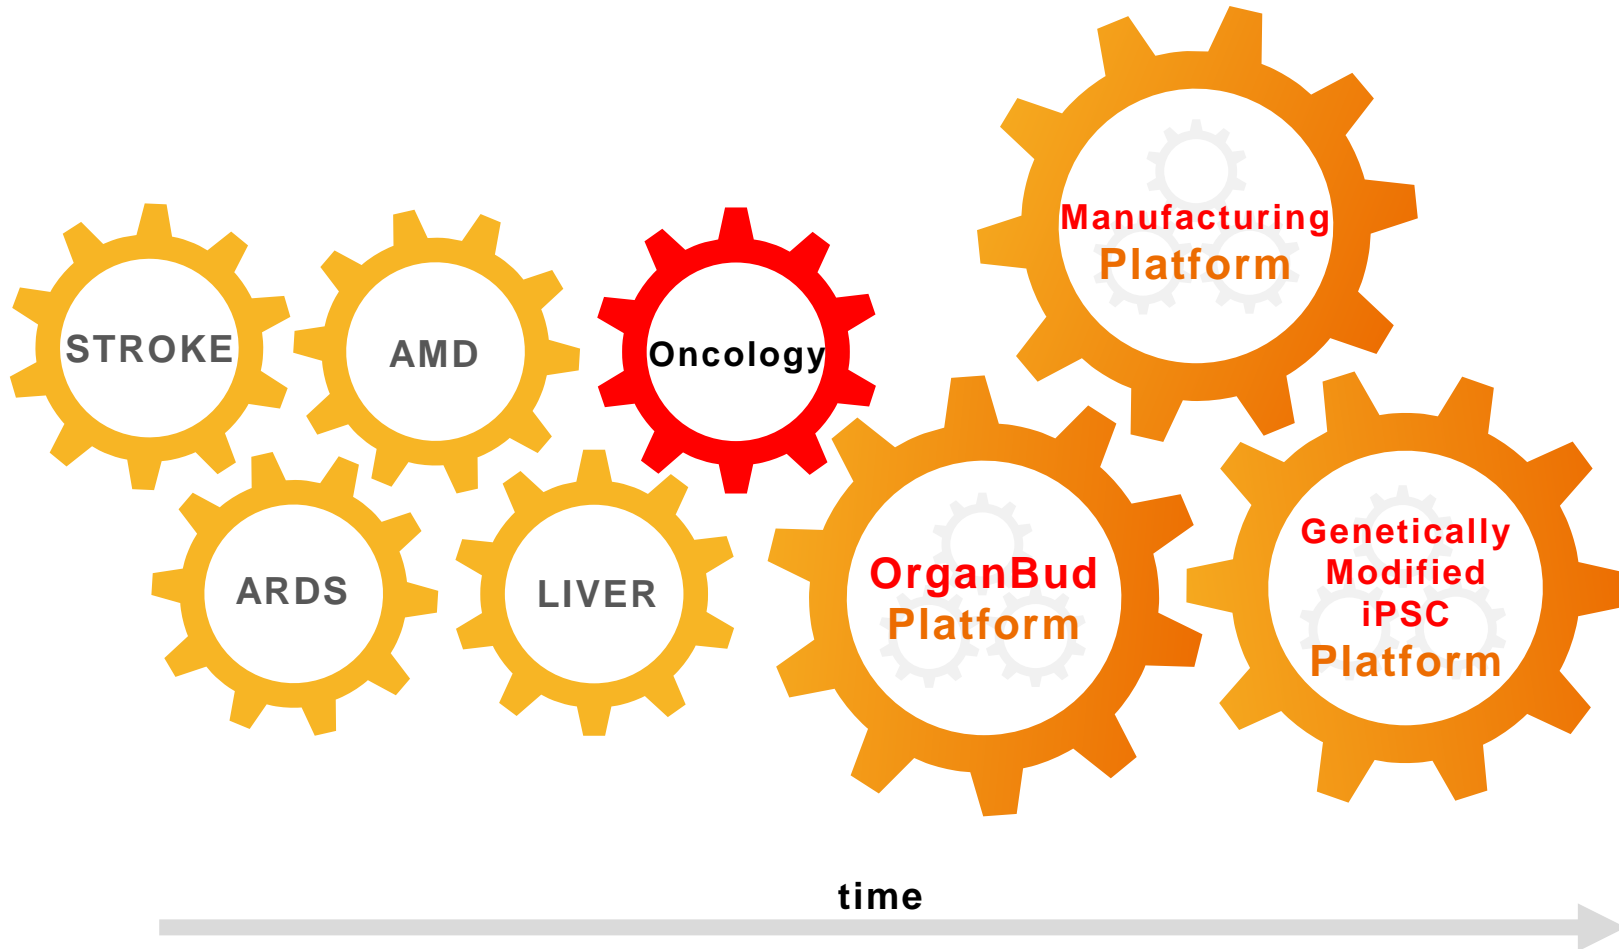 STROKE
AMD
Oncology
ARDS
LIVER
Manufacturing
Platform
OrganBud
Platform
Genetically
Modified
iPSC
Platform
time